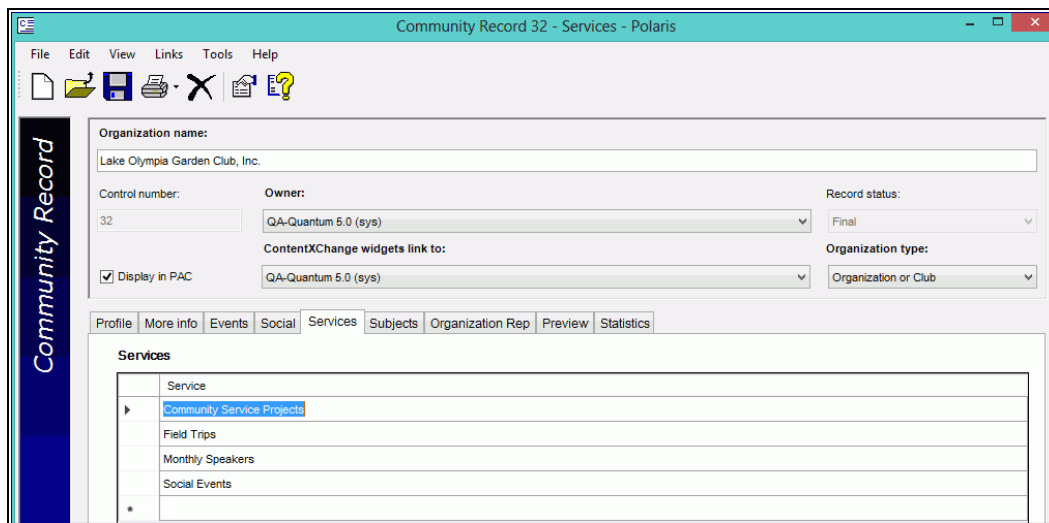 Community Record 32 - Services - Polaris
File Edit View Links Tools Help
Community Record
Organization name:
Lake Olympia Garden Club, Inc.
Control number: Owner: Record status:
32 QA-Quantum 5.0 (sys) Final
ContentXChange widgets link to: Organization type:
Display in PAC QA-Quantum 5.0 (sys) Organization or Club
Profile More info Events Social Services Subjects Organization Rep Preview Statistics
Services
Service
Community Service Projects
Field Trips
Monthly Speakers
Social Events
*